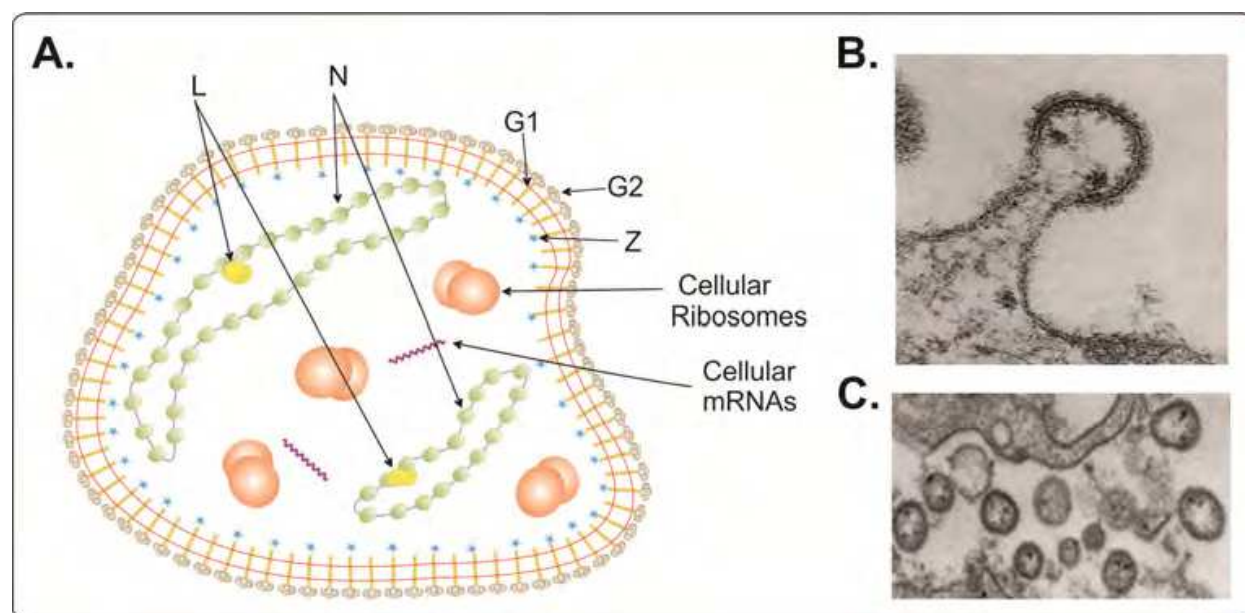 A.
L
N
G1
G2
Z
Cellular
Ribosomes
Cellular
mRNAs
B.
C.